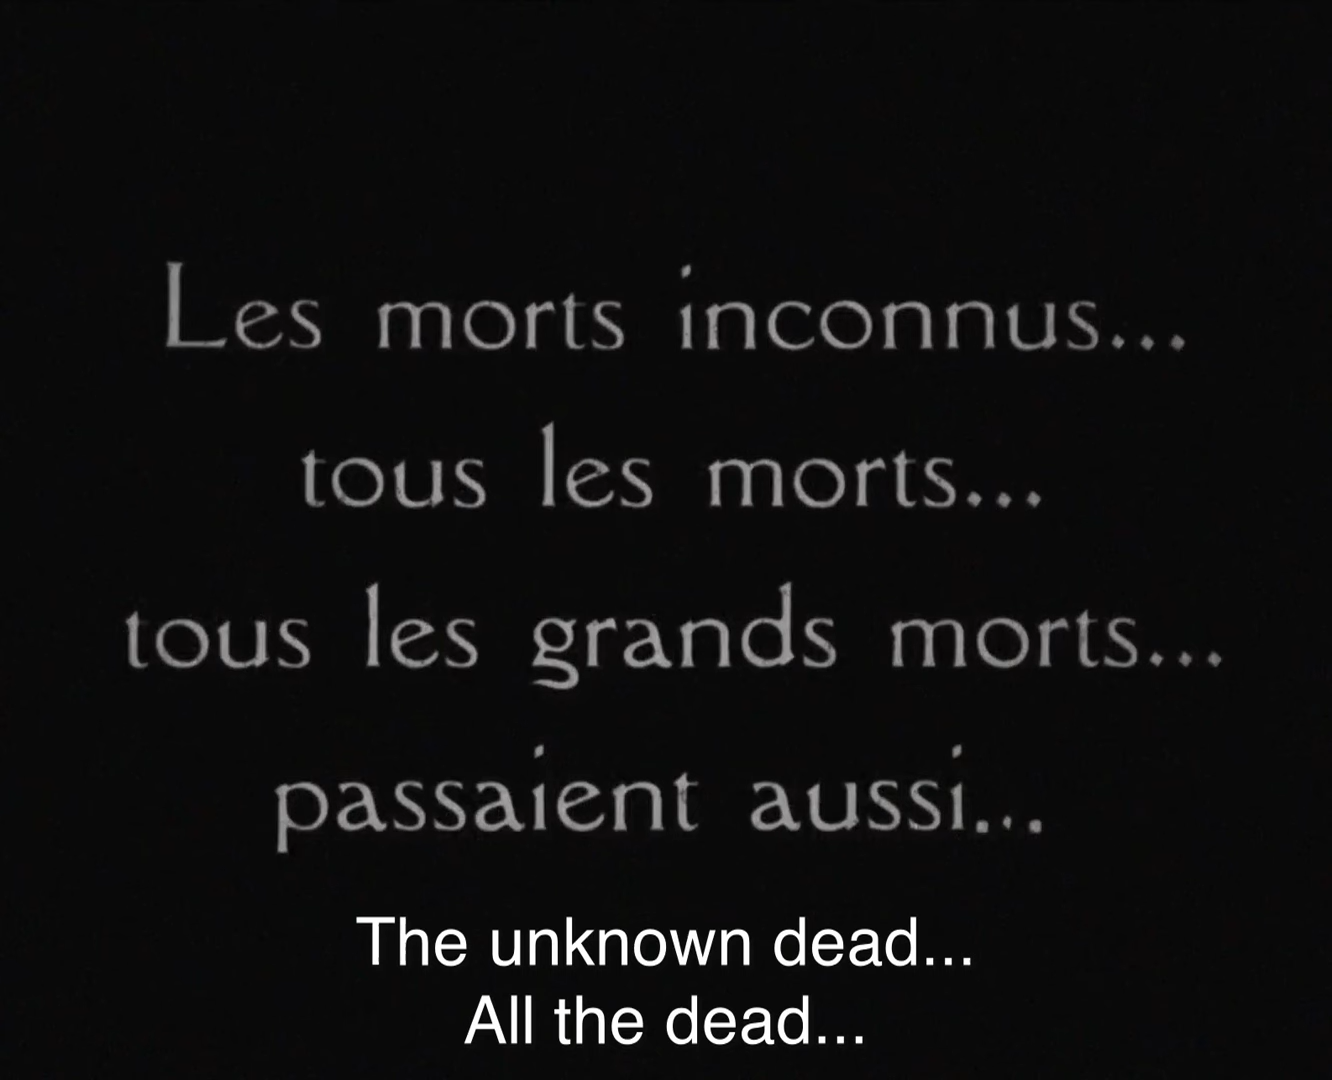 Les morts inconnus...
tous les morts...
tous les grands morts...
passaient aussi...
The unknown dead...
All the dead...